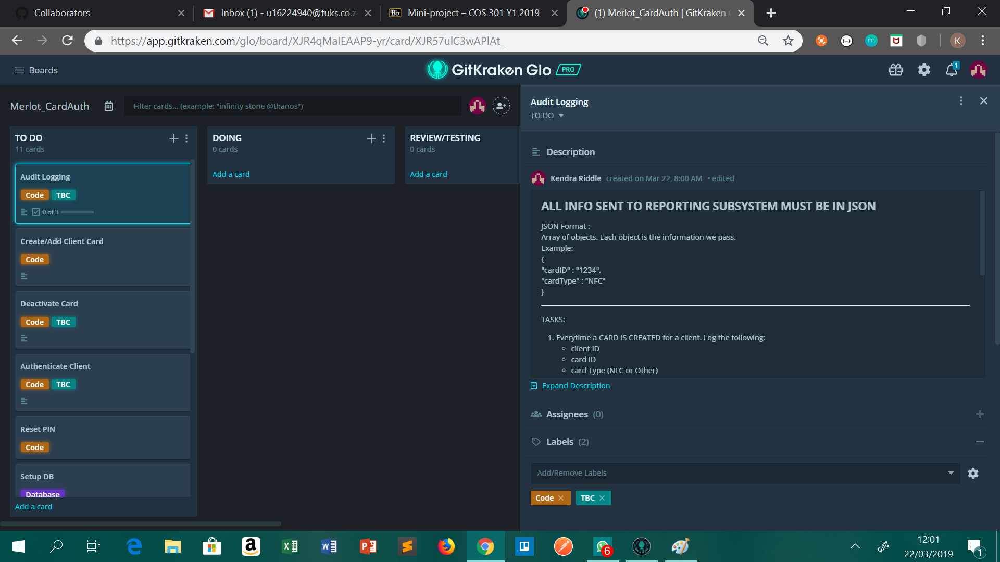 Collaborators
Inbox (1) - u16224940@tuks.co.z
Mini-project – COS 301 Y1 2019
(1) Merlot_CardAuth | GitKraken
https://app.gitkraken.com/glo/board/XJR4qMaIEAAP9-yr/card/XJR57ulC3wAPlAt_
K
Boards
GitKraken Glo PRO
1
Merlot_CardAuth
Filter cards... (example: "infinity stone @thanos")
TO DO
11 cards
Audit Logging
Code TBC
0 of 3
Create/Add Client Card
Code
Deactivate Card
Code TBC
Authenticate Client
Code TBC
Reset PIN
Code
Setup DB
Database
Add a card
DOING
0 cards
Add a card
REVIEW/TESTING
0 cards
Add a card
Audit Logging
TO DO
Description
Kendra Riddle created on Mar 22, 8:00 AM • edited
ALL INFO SENT TO REPORTING SUBSYSTEM MUST BE IN JSON
JSON Format :
Array of objects. Each object is the information we pass.
Example:
{
"cardID" : "1234",
"cardType" : "NFC"
}
TASKS:
1. Everytime a CARD IS CREATED for a client. Log the following:
client ID
card ID
card Type (NFC or Other)
Expand Description
Assignees (0)
Labels (2)
Add/Remove Labels
Code TBC
6
12:01
22/03/2019
1